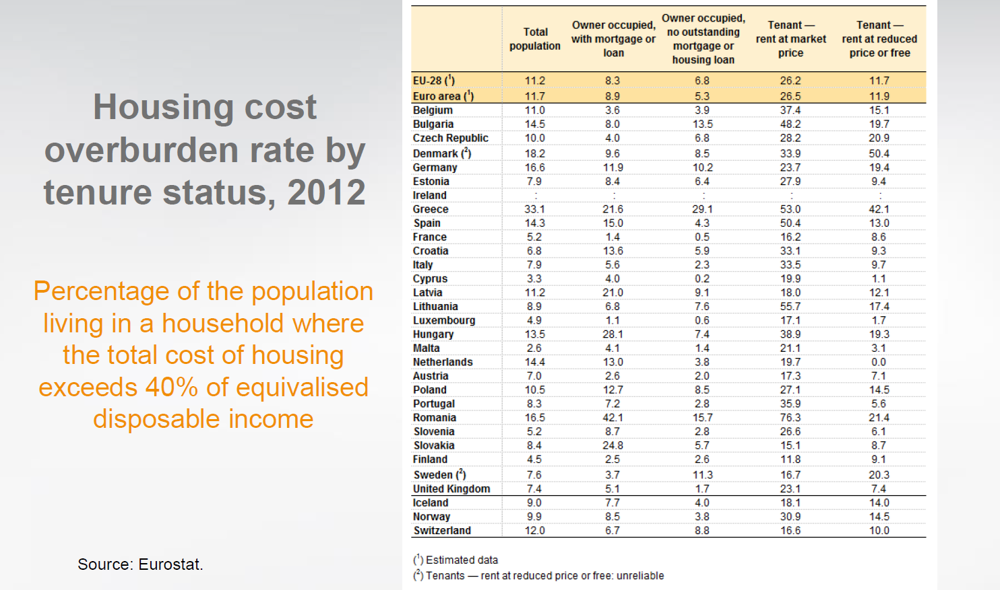 Housing cost
overburden rate by
tenure status, 2012
Percentage of the population
living in a household where
the total cost of housing
exceeds 40% of equivalised
disposable income
Source: Eurostat.
Total population Owner occupied, with mortgage or loan Owner occupied, no outstanding mortgage or housing loan Tenant — rent at market price Tenant — rent at reduced price or free
EU-28 (¹) 11.2 8.3 6.8 26.2 11.7
Euro area (¹) 11.7 8.9 5.3 26.5 11.9
Belgium 11.0 3.6 3.9 37.4 15.1
Bulgaria 14.5 8.0 13.5 48.2 19.7
Czech Republic 10.0 4.0 6.8 28.2 20.9
Denmark (²) 18.2 9.6 8.5 33.9 50.4
Germany 16.6 11.9 10.2 23.7 19.4
Estonia 7.9 8.4 6.4 27.9 9.4
Ireland : : : : :
Greece 33.1 21.6 29.1 53.0 42.1
Spain 14.3 15.0 4.3 50.4 13.0
France 5.2 1.4 0.5 16.2 8.6
Croatia 6.8 13.6 5.9 33.1 9.3
Italy 7.9 5.6 2.3 33.5 9.7
Cyprus 3.3 4.0 0.2 19.9 1.1
Latvia 11.2 21.0 9.1 18.0 12.1
Lithuania 8.9 6.8 7.6 55.7 17.4
Luxembourg 4.9 1.1 0.6 17.1 1.7
Hungary 13.5 28.1 7.4 38.9 19.3
Malta 2.6 4.1 1.4 21.1 3.1
Netherlands 14.4 13.0 3.8 19.7 0.0
Austria 7.0 2.6 2.0 17.3 7.1
Poland 10.5 12.7 8.5 27.1 14.5
Portugal 8.3 7.2 2.8 35.9 5.6
Romania 16.5 42.1 15.7 76.3 21.4
Slovenia 5.2 8.7 2.8 26.6 6.1
Slovakia 8.4 24.8 5.7 15.1 8.7
Finland 4.5 2.5 2.6 11.8 9.1
Sweden (²) 7.6 3.7 11.3 16.7 20.3
United Kingdom 7.4 5.1 1.7 23.1 7.4
Iceland 9.0 7.7 4.0 18.1 14.0
Norway 9.9 8.5 3.8 30.9 14.5
Switzerland 12.0 6.7 8.8 16.6 10.0
(¹) Estimated data
(²) Tenants — rent at reduced price or free: unreliable